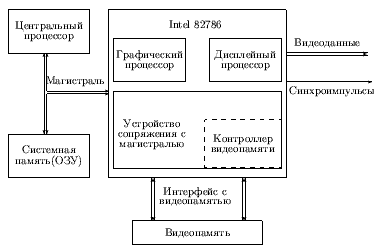 Центральный
процессор
Intel 82786
Графический
процессор
Дисплейный
процессор
Видеоданные
Магистраль
Синхроимпульсы
Устройство
сопряжения с
магистралью
Контроллер
видеопамяти
Системная
память(ОЗУ)
Интерфейс с
видеопамятью
Видеопамять